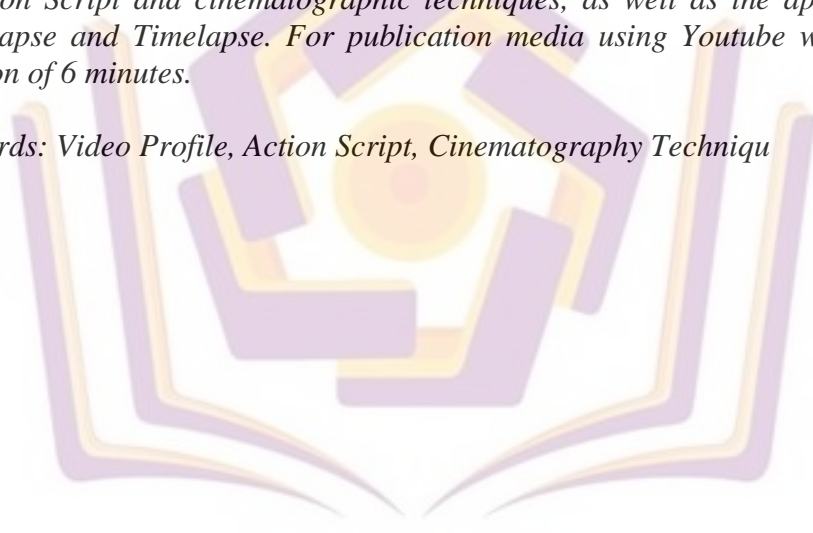 on Script and cinematographic techniques, as well as the ap
apse and Timelapse. For publication media using Youtube w
on of 6 minutes.
rds: Video Profile, Action Script, Cinematography Techniqu